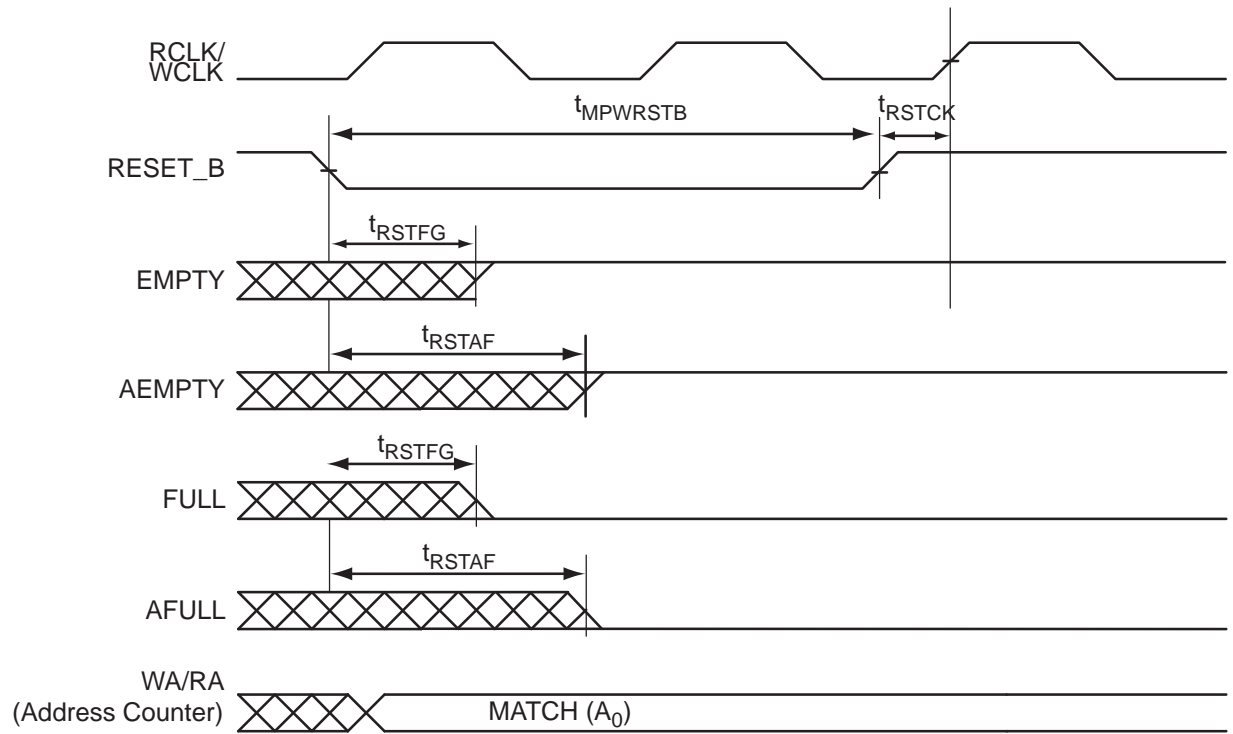 RCLK/
WCLK
tMPWRSTB
tRSTCK
RESET_B
tRSTFG
EMPTY
tRSTAF
AEMPTY
tRSTFG
FULL
tRSTAF
AFULL
WA/RA
(Address Counter)
MATCH (A0)